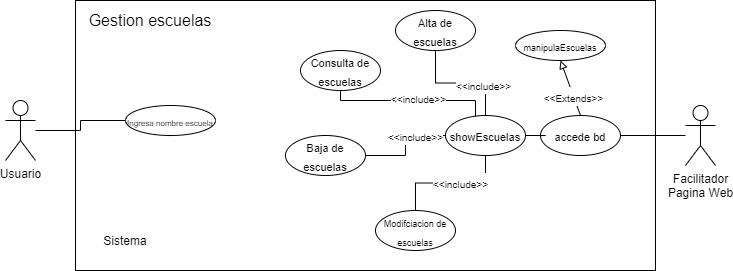 Gestion escuelas
Alta de
escuelas
manipulaEscuelas
Consulta de
escuelas
<<include>>
<<include>>
<<Extends>>
Ingresa nombre escuela
<<include>>
showEscuelas
accede bd
Baja de
escuelas
Usuario
Facilitador
Pagina Web
<<include>>
Modifciacion de
escuelas
Sistema